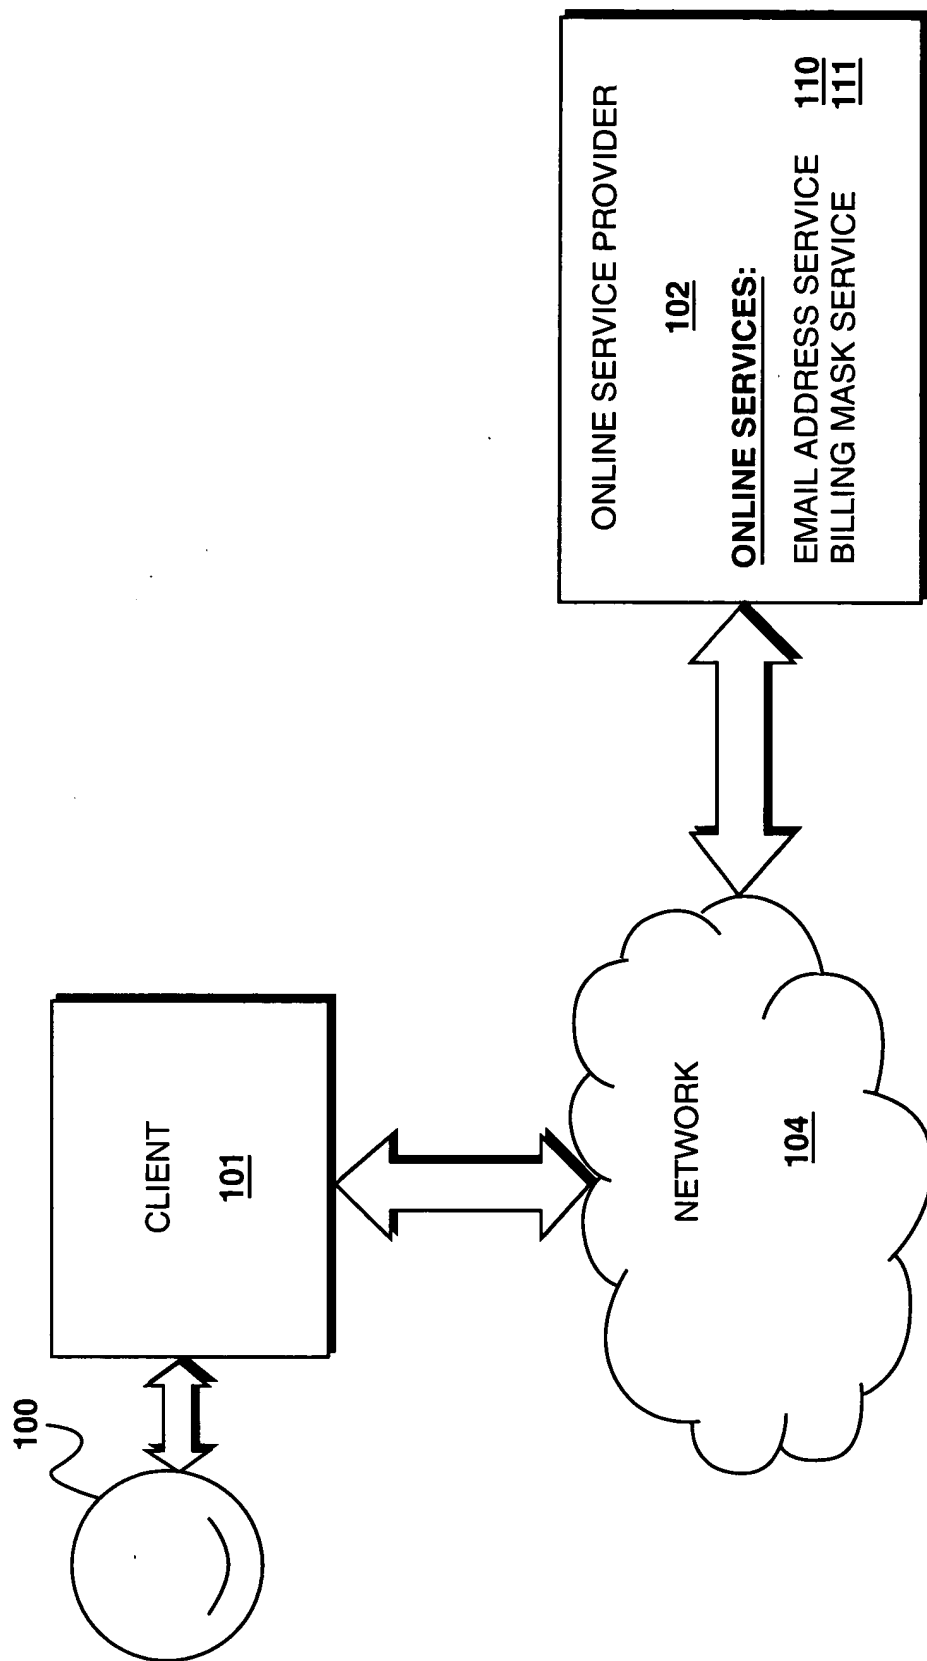 100
CLIENT
101
NETWORK
104
ONLINE SERVICE PROVIDER
102
ONLINE SERVICES:
EMAIL ADDRESS SERVICE 110
BILLING MASK SERVICE 111